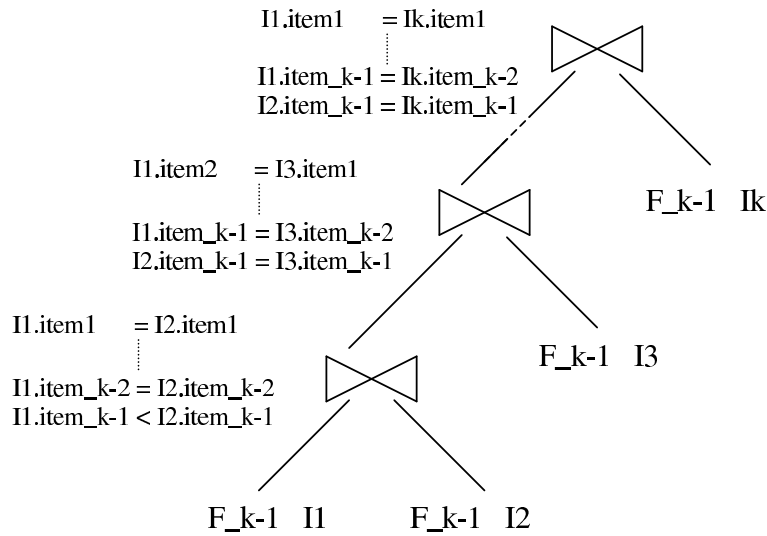 I1.item1 = Ik.item1
I1.item_k-1 = Ik.item_k-2
I2.item_k-1 = Ik.item_k-1
I1.item2 = I3.item1
F_k-1 Ik
I1.item_k-1 = I3.item_k-2
I2.item_k-1 = I3.item_k-1
I1.item1 = I2.item1
F_k-1 I3
I1.item_k-2 = I2.item_k-2
I1.item_k-1 < I2.item_k-1
F_k-1 I1
F_k-1 I2